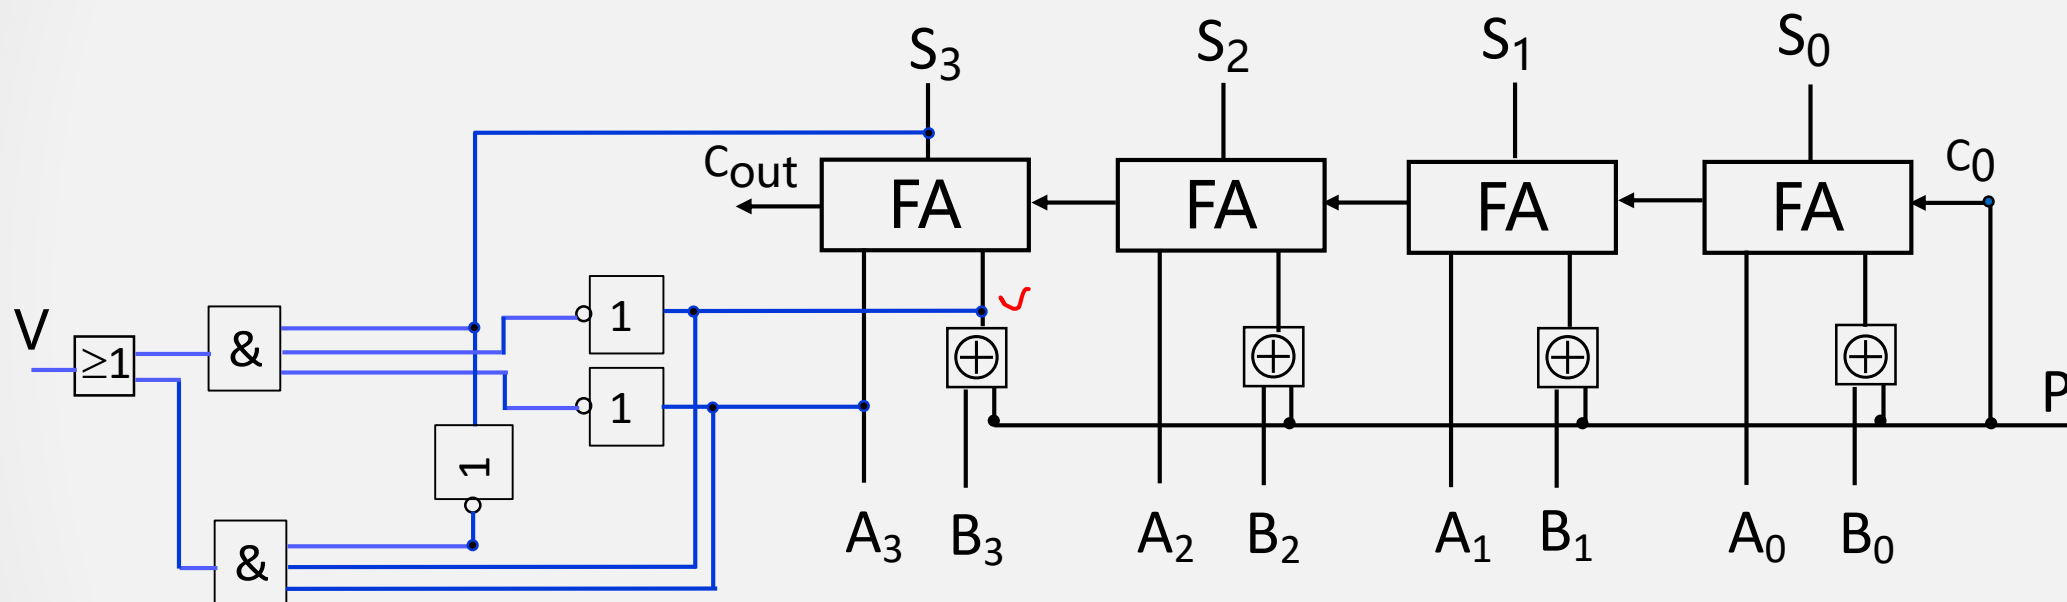 S3 S2 S1 S0
Cout FA FA FA FA C0
V ≥1 & 1
1 P
1
&
A3 B3 A2 B2 A1 B1 A0 B0